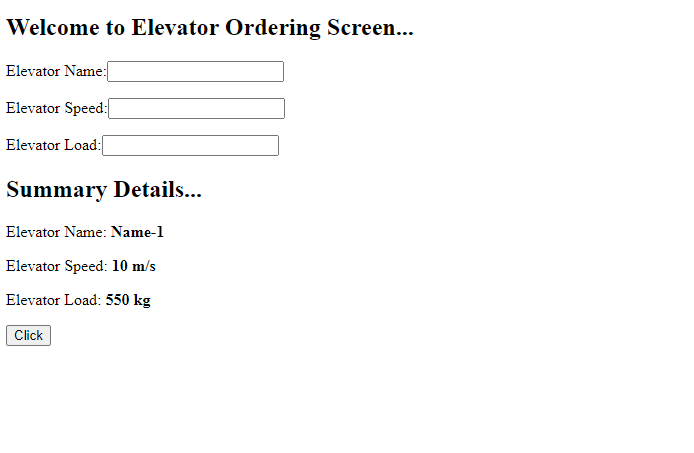 Welcome to Elevator Ordering Screen...
Elevator Name:
Elevator Speed:
Elevator Load:
Summary Details...
Elevator Name: Name-1
Elevator Speed: 10 m/s
Elevator Load: 550 kg
Click